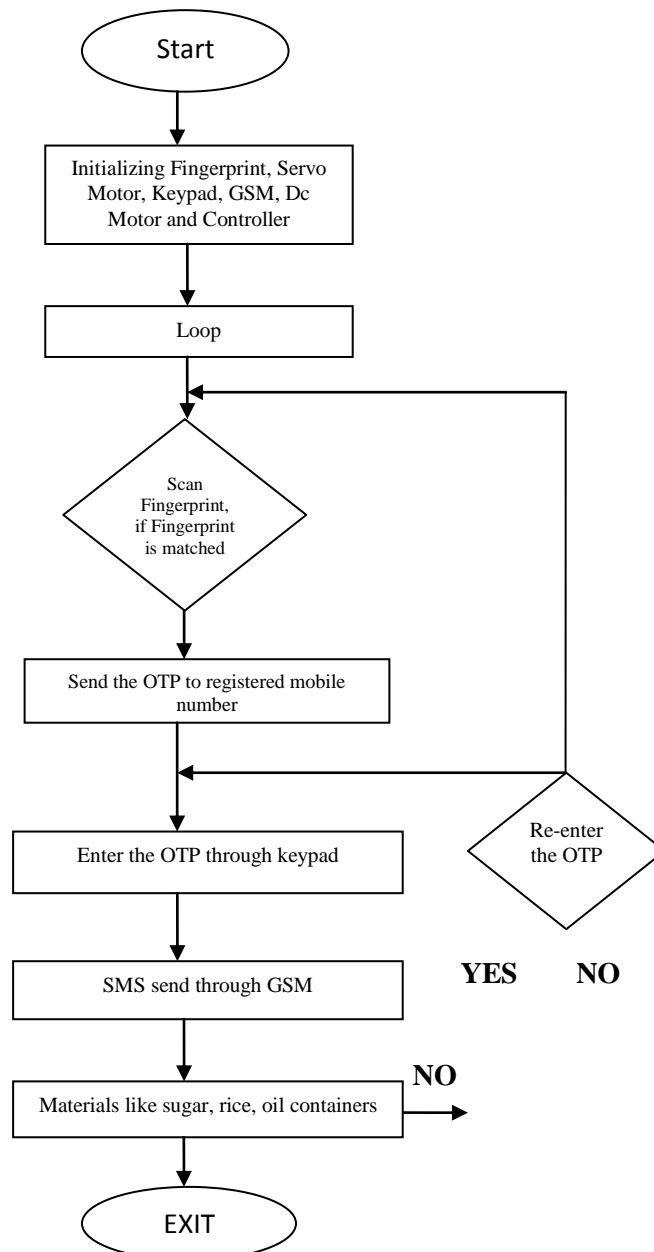 Start
Initializing Fingerprint, Servo
Motor, Keypad, GSM, Dc
Motor and Controller
Loop
Scan
Fingerprint,
if Fingerprint
is matched
Send the OTP to registered mobile
number
Enter the OTP through keypad
Re-enter
the OTP
YES NO
SMS send through GSM
NO
Materials like sugar, rice, oil containers
EXIT